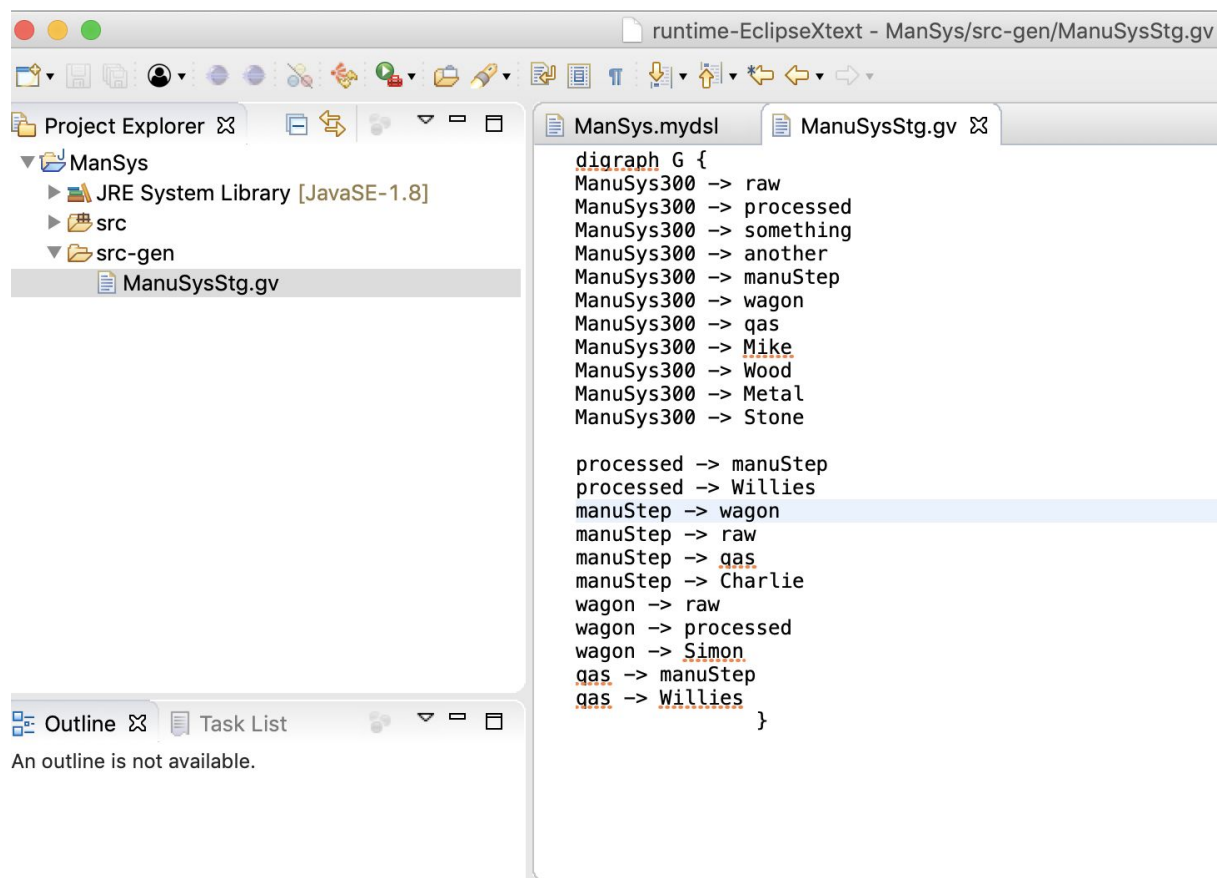 runtime-EclipseXtext - ManSys/src-gen/ManuSysStg.gv
Project Explorer
ManSys
JRE System Library [JavaSE-1.8]
src
src-gen
ManuSysStg.gv
Outline
Task List
An outline is not available.
ManSys.mydsl
ManuSysStg.gv
digraph G {
ManuSys300 -> raw
ManuSys300 -> processed
ManuSys300 -> something
ManuSys300 -> another
ManuSys300 -> manuStep
ManuSys300 -> wagon
ManuSys300 -> qas
ManuSys300 -> Mike
ManuSys300 -> Wood
ManuSys300 -> Metal
ManuSys300 -> Stone
processed -> manuStep
processed -> Willies
manuStep -> wagon
manuStep -> raw
manuStep -> qas
manuStep -> Charlie
wagon -> raw
wagon -> processed
wagon -> Simon
qas -> manuStep
qas -> Willies
}